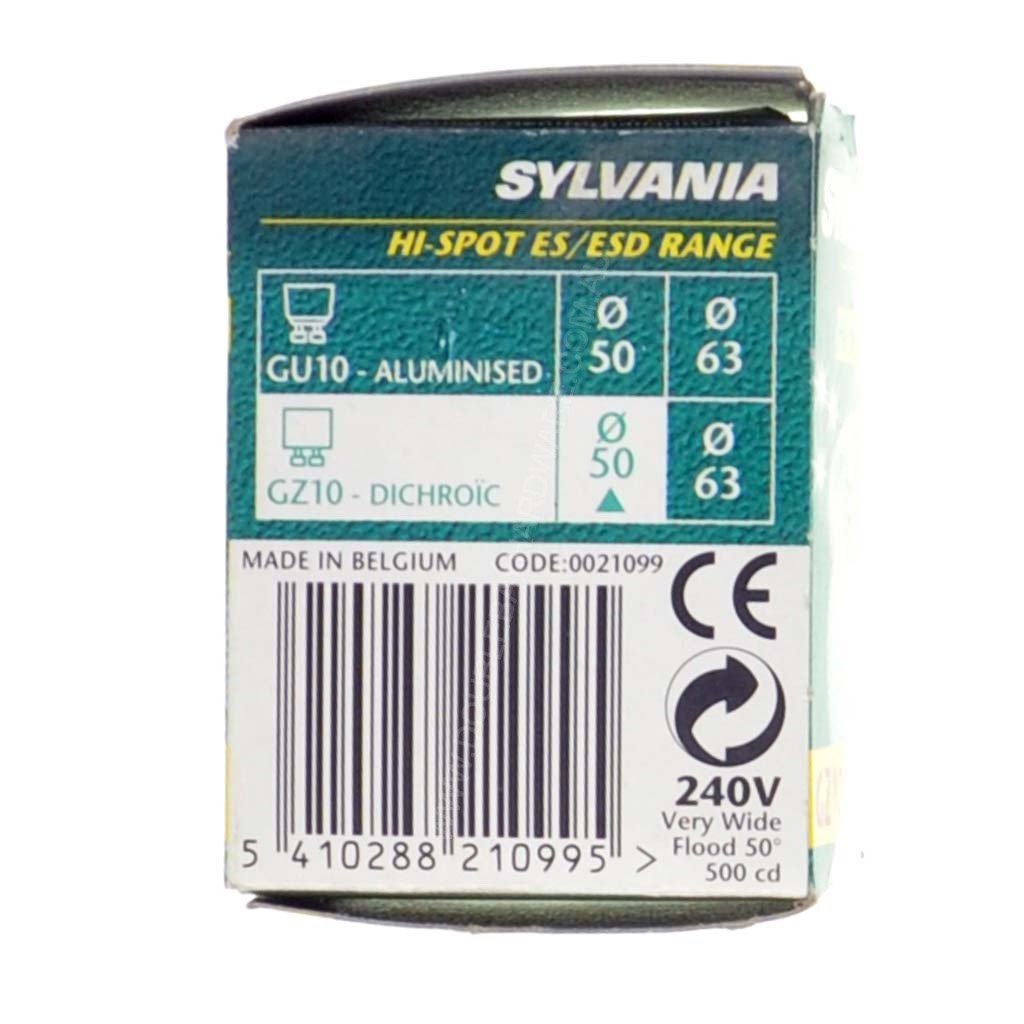 SYLVANIA
HI-SPOT ES/ESD RANGE
GU10 - ALUMINISED
Ø 50
Ø 63
GZ10 - DICHROÏC
Ø 50
Ø 63
MADE IN BELGIUM CODE:0021099
CE
240V
Very Wide
Flood 50°
500 cd
5 410288 210995 >